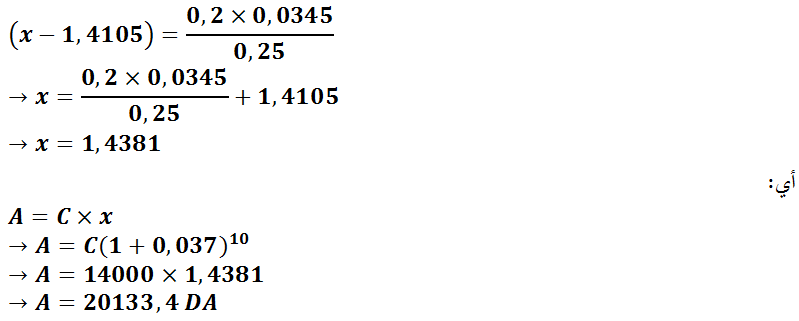 (x − 1,4105) = 0,2 × 0,0345 / 0,25
→ x = 0,2 × 0,0345 / 0,25 + 1,4105
→ x = 1,4381
أي:
A = C × x
→ A = C(1 + 0,037)¹⁰
→ A = 14000 × 1,4381
→ A = 20133,4 DA